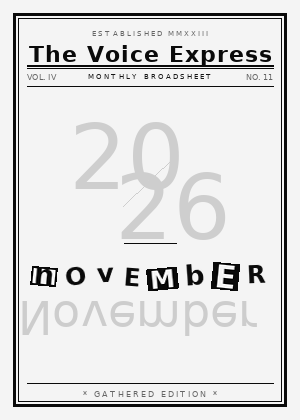 ESTABLISHED MMXXIII
The Voice Express
VOL. IV MONTHLY BROADSHEET NO. 11
20
26
nOvEMbER
November
* GATHERED EDITION *